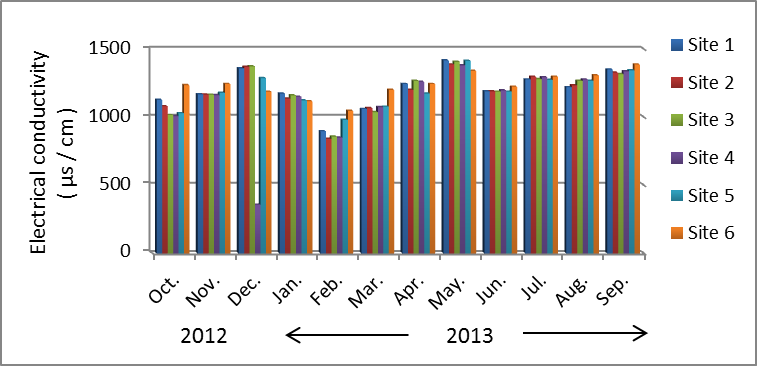 Electrical conductivity
( µs / cm)
1500
1000
500
0
Oct. Nov. Dec. Jan. Feb. Mar. Apr. May. Jun. Jul. Aug. Sep.
2012 2013
Site 1
Site 2
Site 3
Site 4
Site 5
Site 6